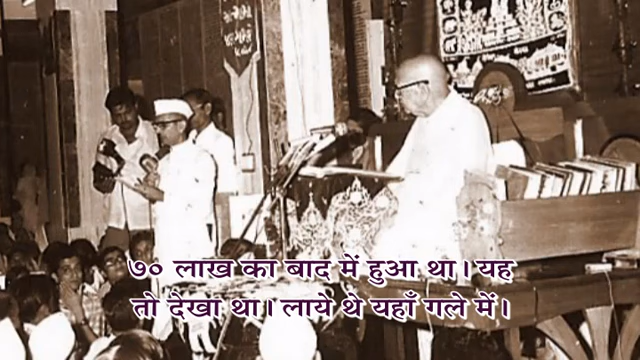 ७० लाख का बाद में हुआ था। यह
तो देखा था। लाये थे यहाँ गले में।